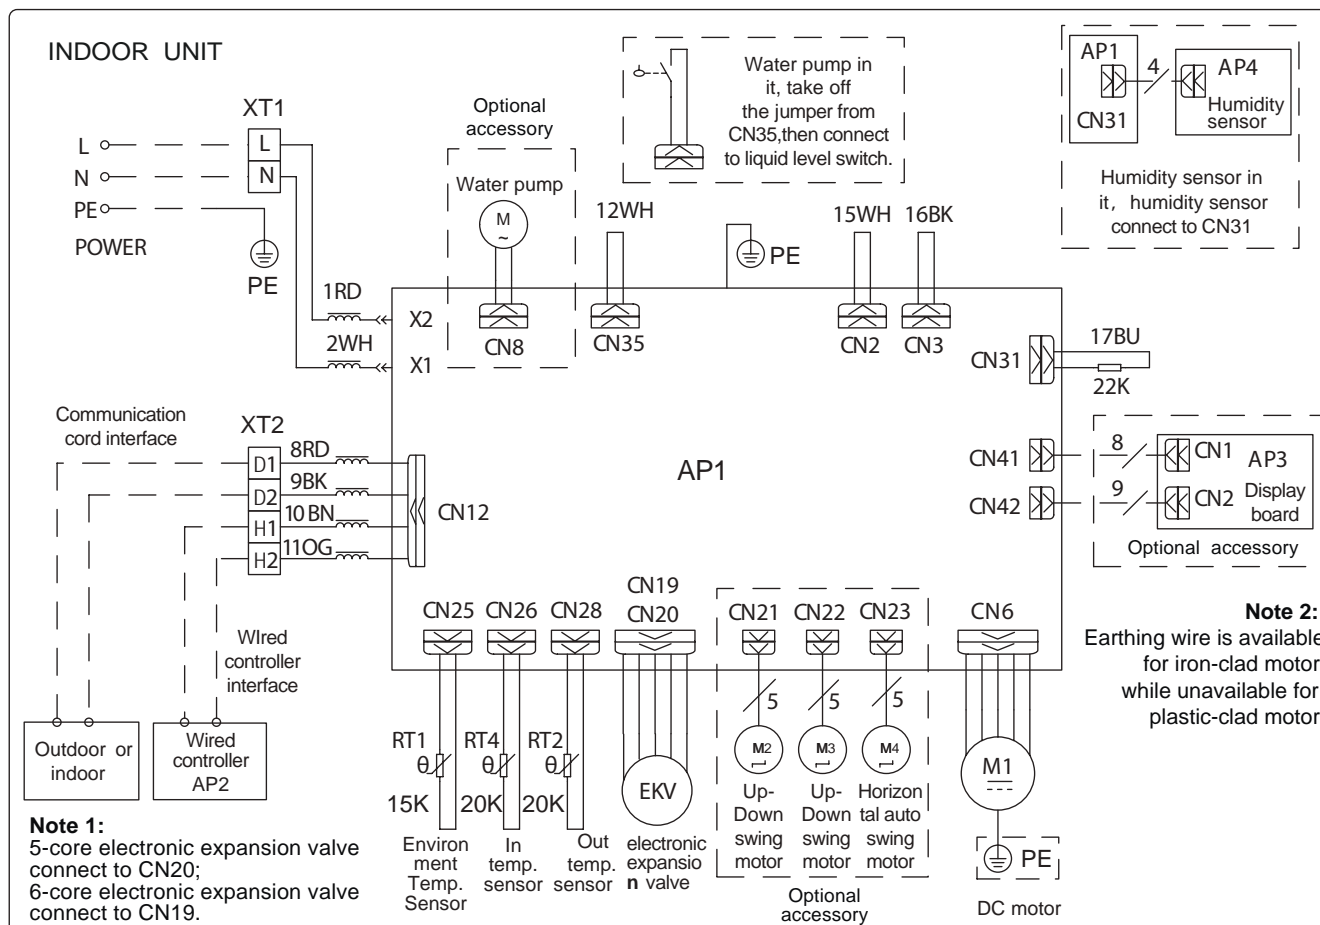 INDOOR UNIT
XT1
L
N
PE
POWER
L
N
PE
1RD
2WH
X2
X1
Optional
accessory
Water pump
M
~
CN8
12WH
CN35
Water pump in
it, take off
the jumper from
CN35,then connect
to liquid level switch.
PE
15WH
16BK
CN2
CN3
AP1
CN31
4
AP4
Humidity
sensor
Humidity sensor in
it, humidity sensor
connect to CN31
CN31
17BU
22K
Communication
cord interface
XT2
D1
D2
H1
H2
8RD
9BK
10BN
11OG
CN12
AP1
CN41
CN42
8
9
CN1
CN2
AP3
Display
board
Optional accessory
WIred
controller
interface
Outdoor or
indoor
Wired
controller
AP2
CN25
CN26
CN28
CN19
CN20
CN21
CN22
CN23
CN6
RT1
θ
15K
RT4
θ
20K
RT2
θ
20K
EKV
5
5
5
M2
M3
M4
M1
Environ
ment
Temp.
Sensor
In
temp.
sensor
Out
temp.
sensor
electronic
expansio
n valve
Up-
Down
swing
motor
Up-
Down
swing
motor
Horizon
tal auto
swing
motor
Optional
accessory
PE
DC motor
Note 1:
5-core electronic expansion valve
connect to CN20;
6-core electronic expansion valve
connect to CN19.
Note 2:
Earthing wire is available
for iron-clad motor
while unavailable for
plastic-clad motor